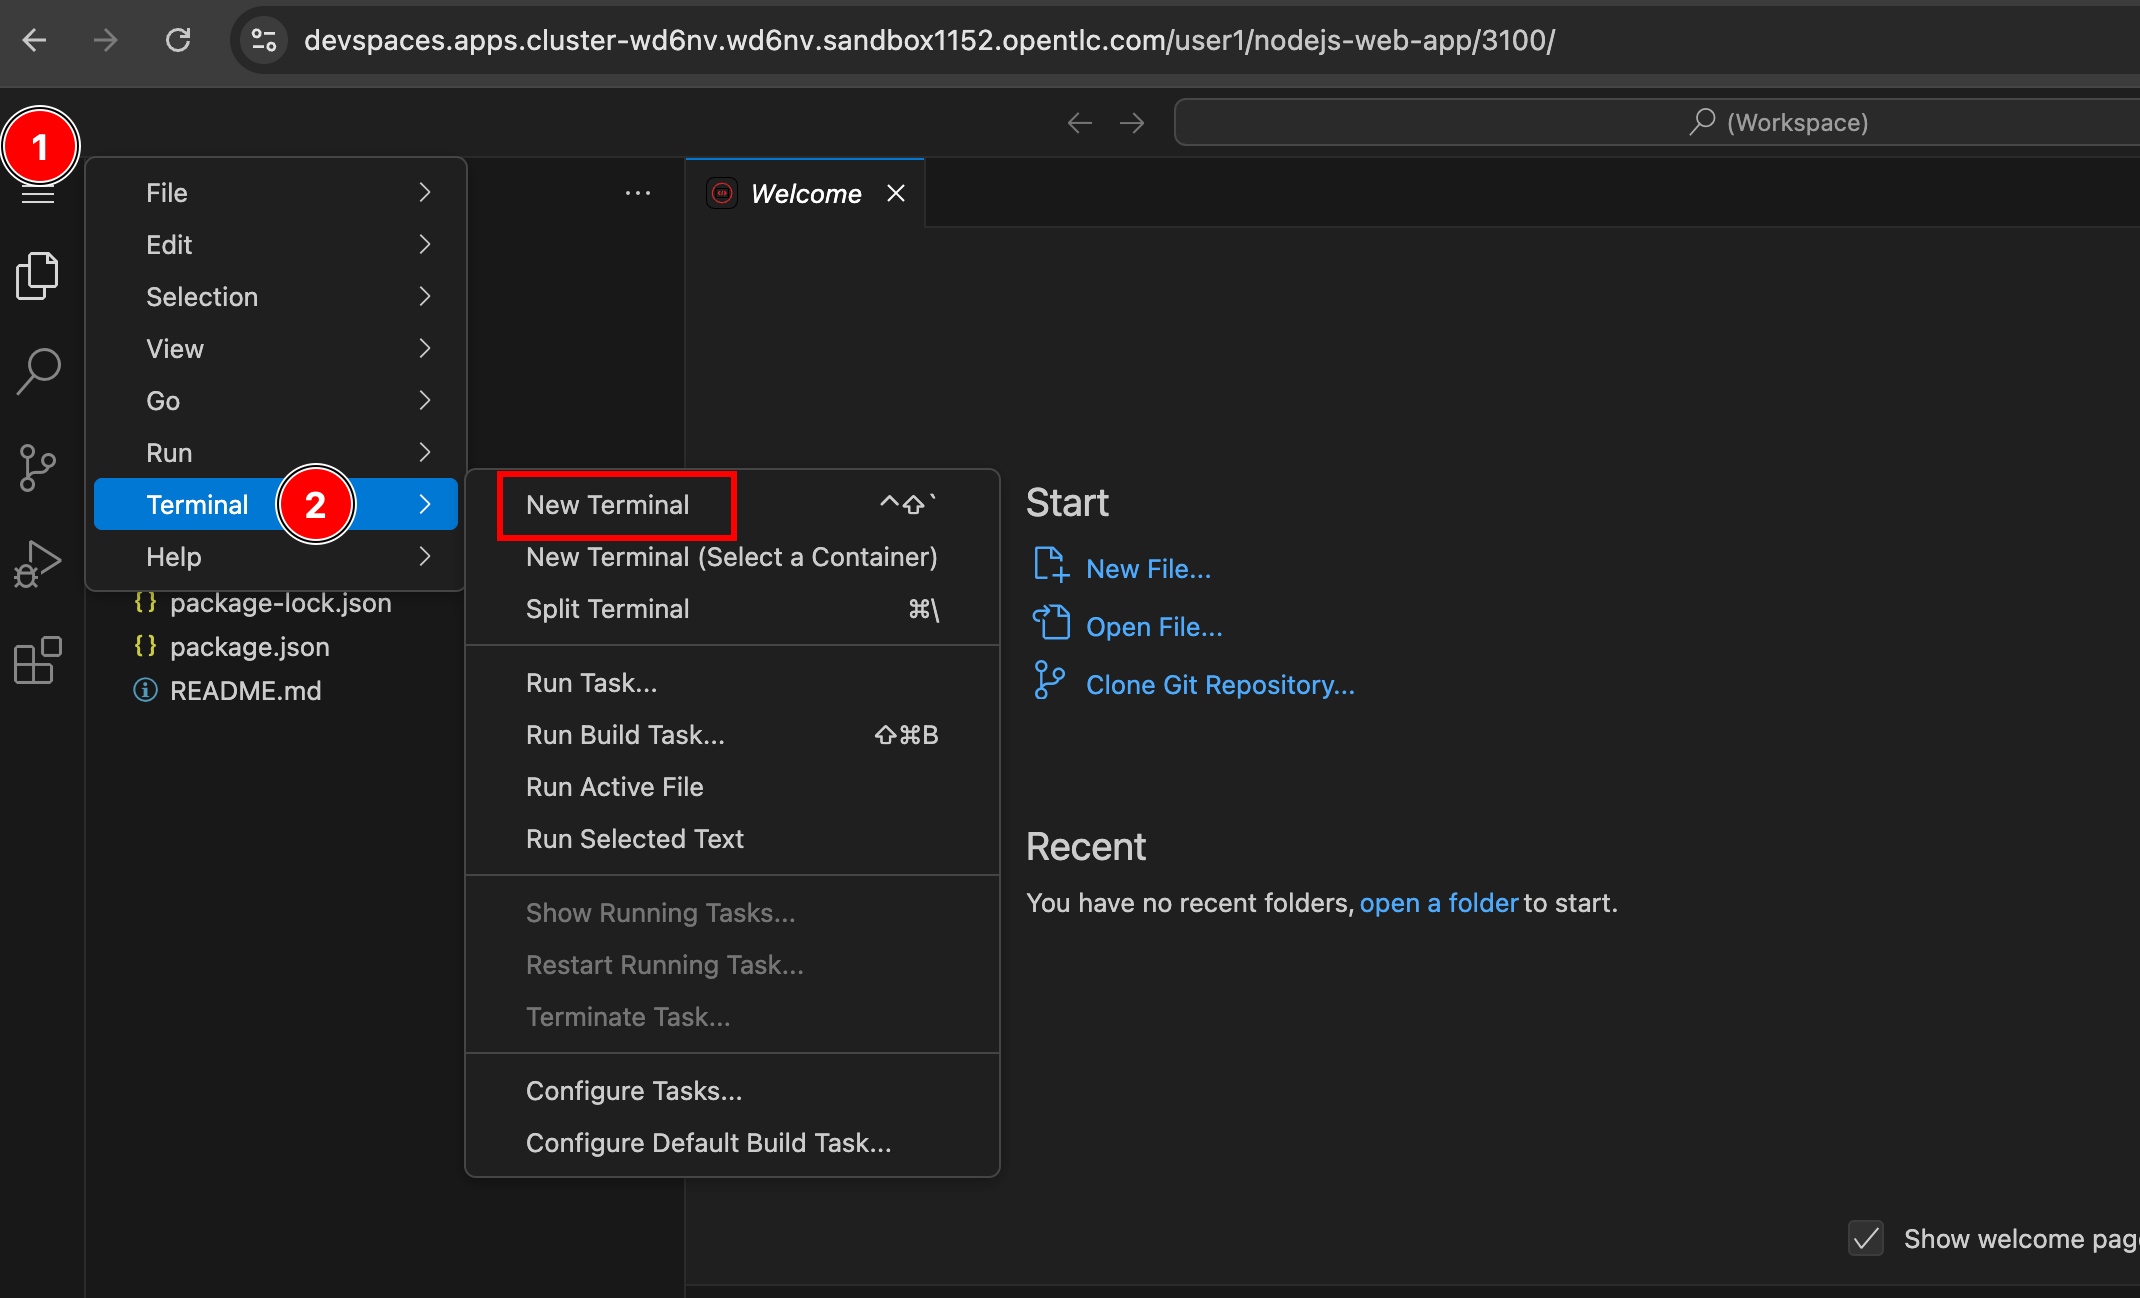 devspaces.apps.cluster-wd6nv.wd6nv.sandbox1152.opentlc.com/user1/nodejs-web-app/3100/
(Workspace)
1
File
Edit
Selection
View
Go
Run
Terminal 2
Help
package-lock.json
package.json
README.md
Welcome
New Terminal ^⇧`
New Terminal (Select a Container)
Split Terminal ⌘\
Run Task...
Run Build Task... ⇧⌘B
Run Active File
Run Selected Text
Show Running Tasks...
Restart Running Task...
Terminate Task...
Configure Tasks...
Configure Default Build Task...
Start
New File...
Open File...
Clone Git Repository...
Recent
You have no recent folders, open a folder to start.
Show welcome pag